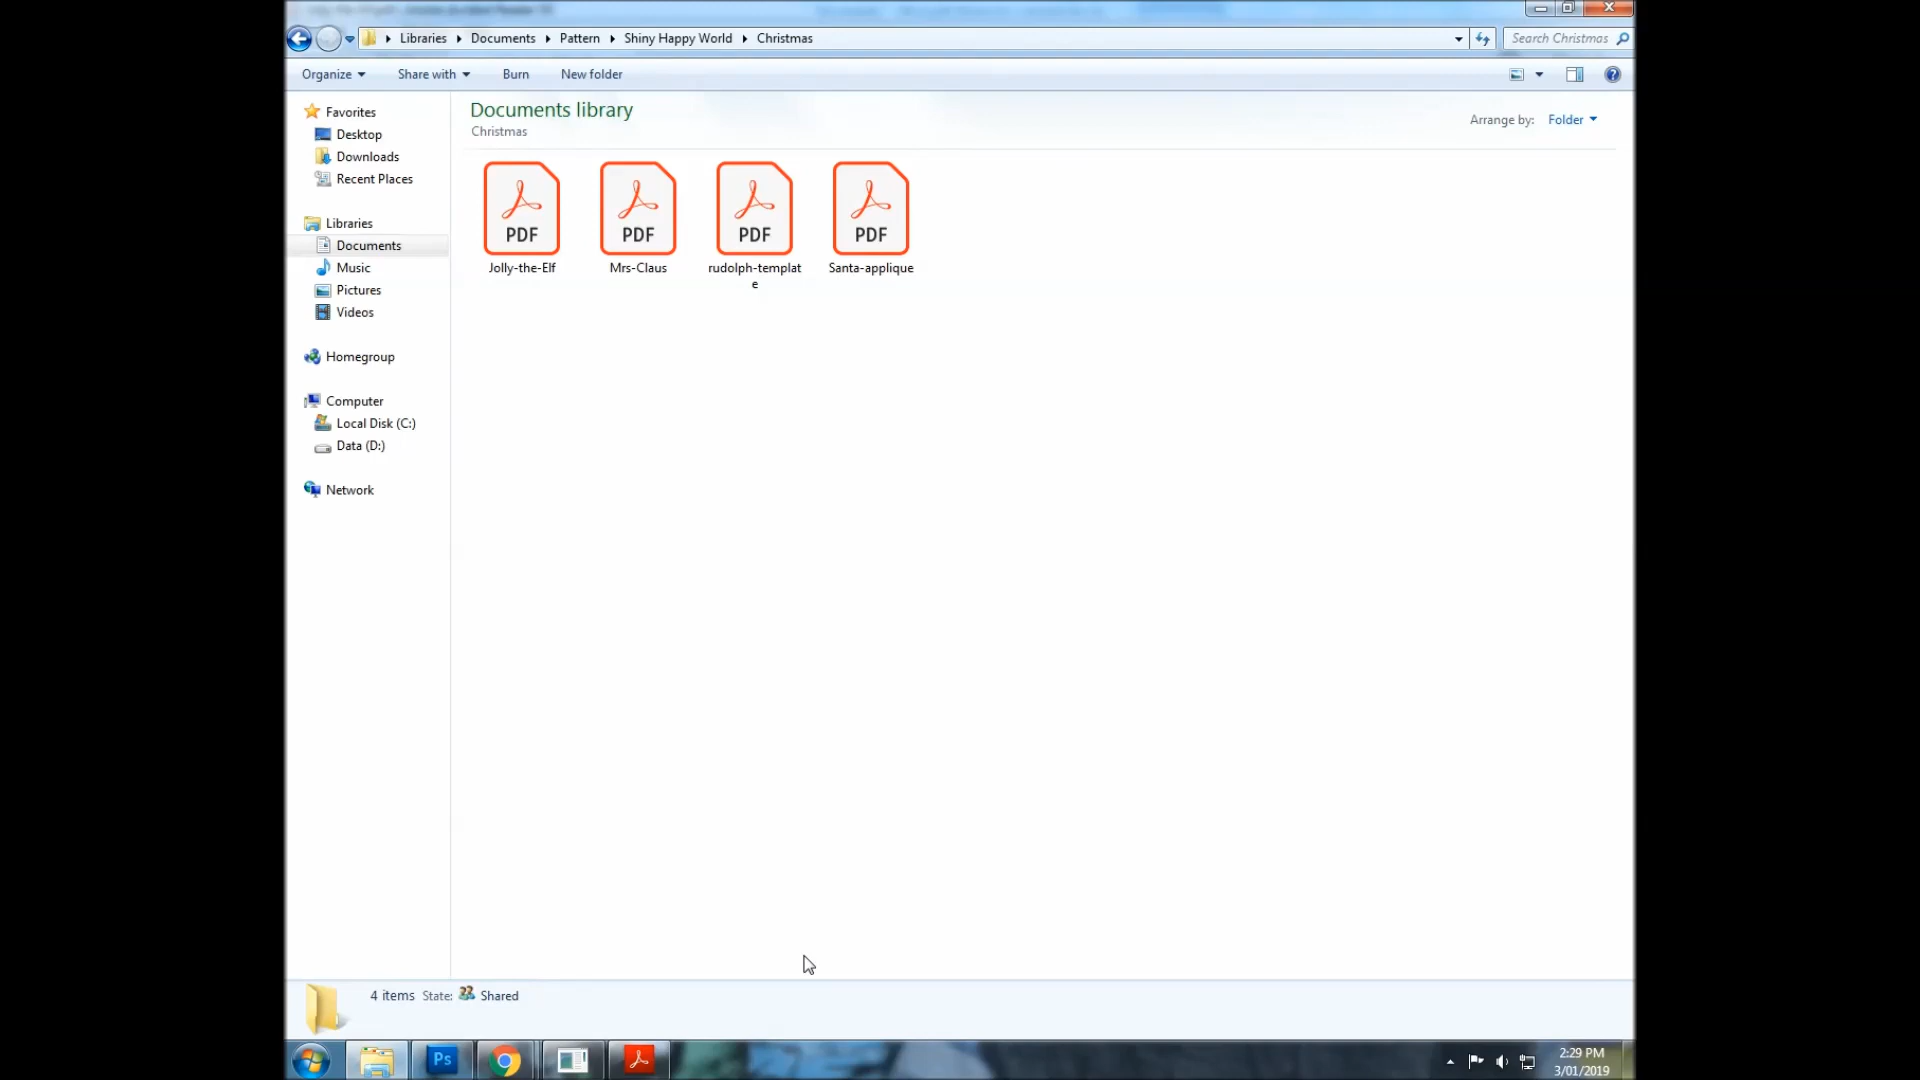 Libraries Documents Pattern Shiny Happy World Christmas
Search Christmas
Organize Share with Burn New folder
Documents library
Christmas
Arrange by: Folder
Favorites
Desktop
Downloads
Recent Places
Libraries
Documents
Music
Pictures
Videos
Homegroup
Computer
Local Disk (C:)
Data (D:)
Network
PDF PDF PDF PDF
Jolly-the-Elf Mrs-Claus rudolph-templat Santa-applique
e
4 items State: Shared
Ps
2:29 PM
3/01/2019